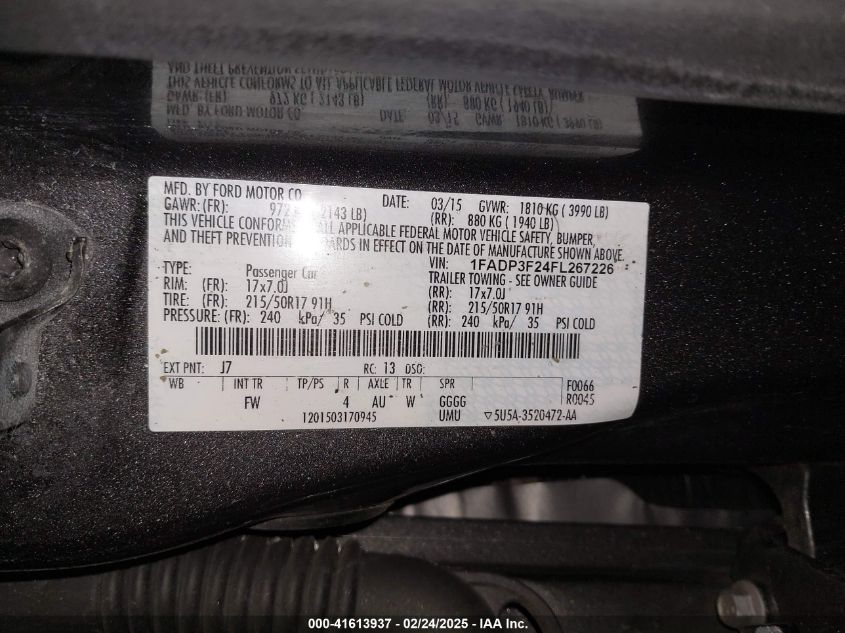 MFD. BY FORD MOTOR CO. DATE: 03/15 GVWR: 1810 KG ( 3990 LB)
GAWR: (FR): 972 2143 LB) (RR): 880 KG ( 1940 LB)
THIS VEHICLE CONFORMS ALL APPLICABLE FEDERAL MOTOR VEHICLE SAFETY, BUMPER,
AND THEFT PREVENTION IN EFFECT ON THE DATE OF MANUFACTURE SHOWN ABOVE.
VIN: 1FADP3F24FL267226
TYPE: Passenger Car TRAILER TOWING - SEE OWNER GUIDE
RIM: (FR): 17x7.0J (RR): 17x7.0J
TIRE: (FR): 215/50R17 91H (RR): 215/50R17 91H
PRESSURE: (FR): 240 kPa/ 35 PSI COLD (RR): 240 kPa/ 35 PSI COLD
EXT PNT: J7 RC: 13 DSO:
WB INT TR TP/PS R AXLE TR SPR F0066
FW 4 AU W GGGG R0045
1201503170945 UMU ▽5U5A-3520472-AA
000-41613937 - 02/24/2025 - © IAA, Inc.